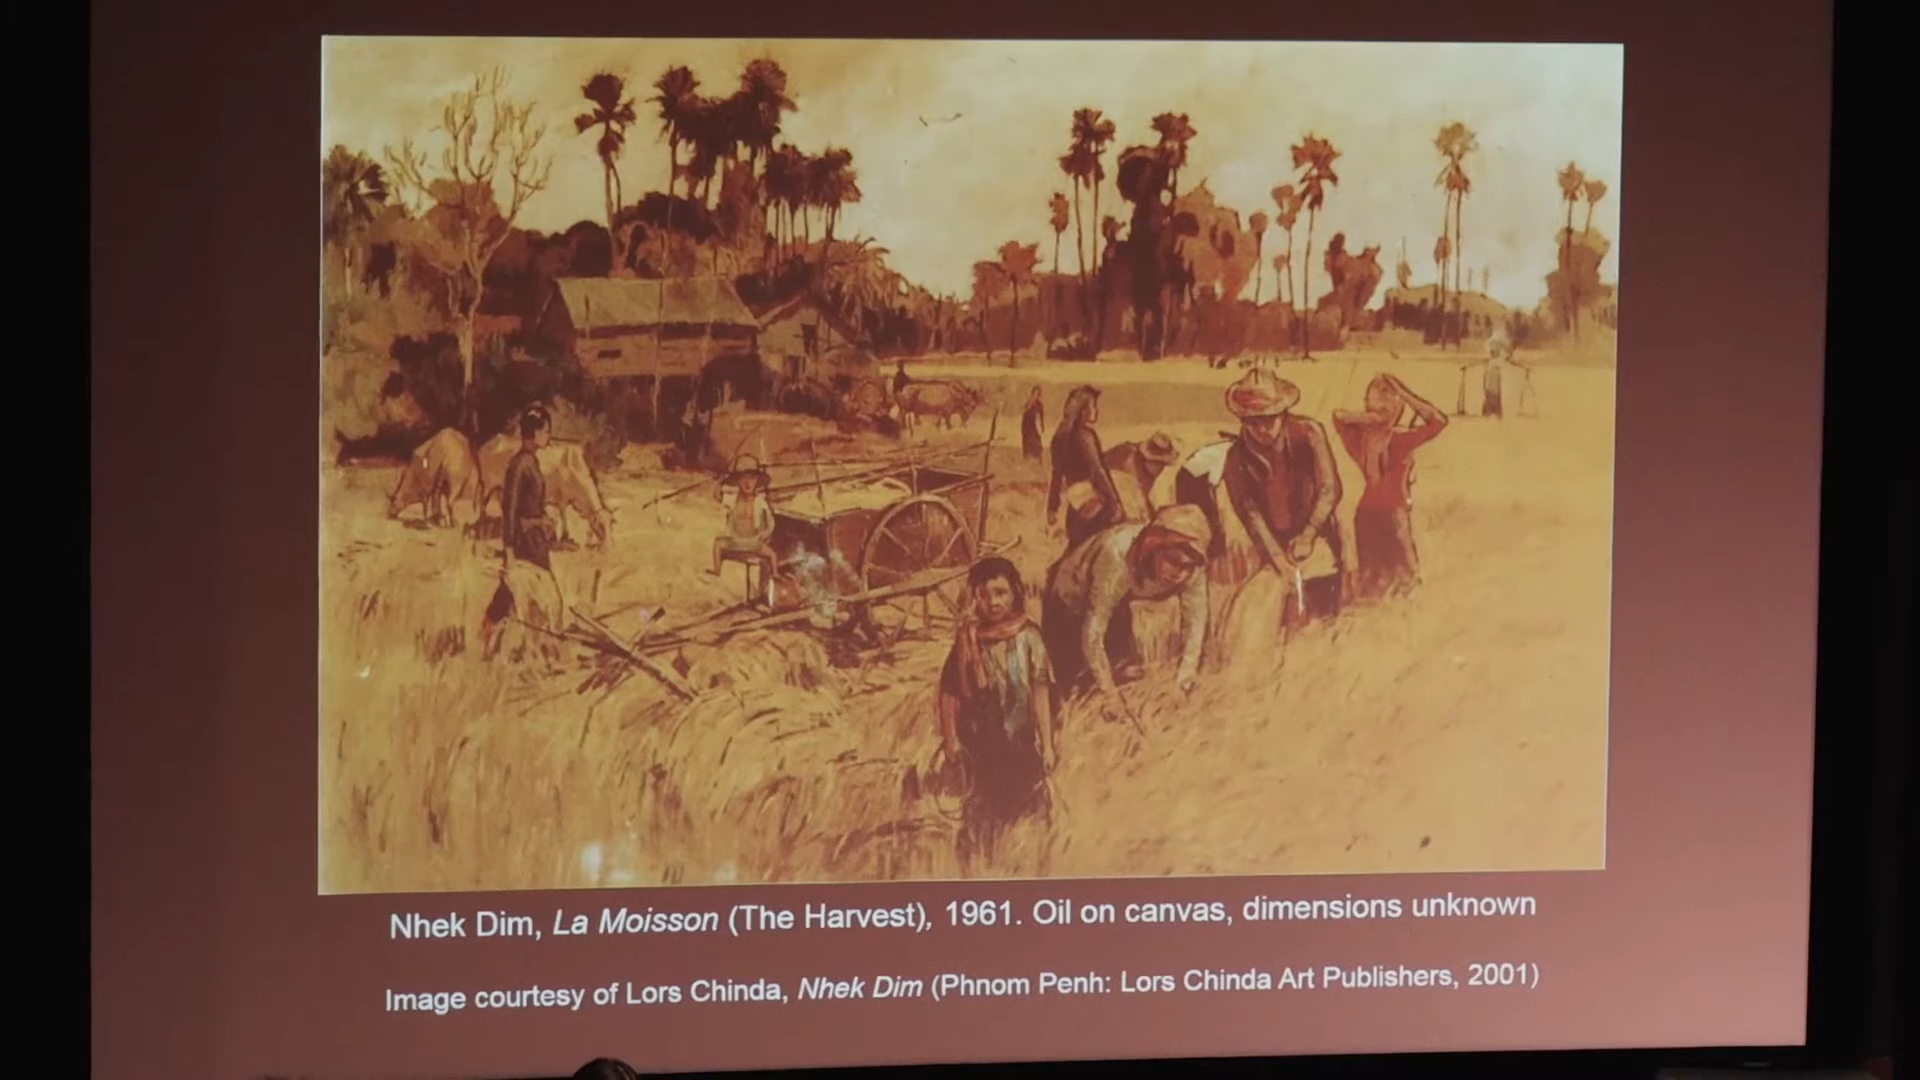 Nhek Dim, La Moisson (The Harvest), 1961. Oil on canvas, dimensions unknown
Image courtesy of Lors Chinda, Nhek Dim (Phnom Penh: Lors Chinda Art Publishers, 2001)